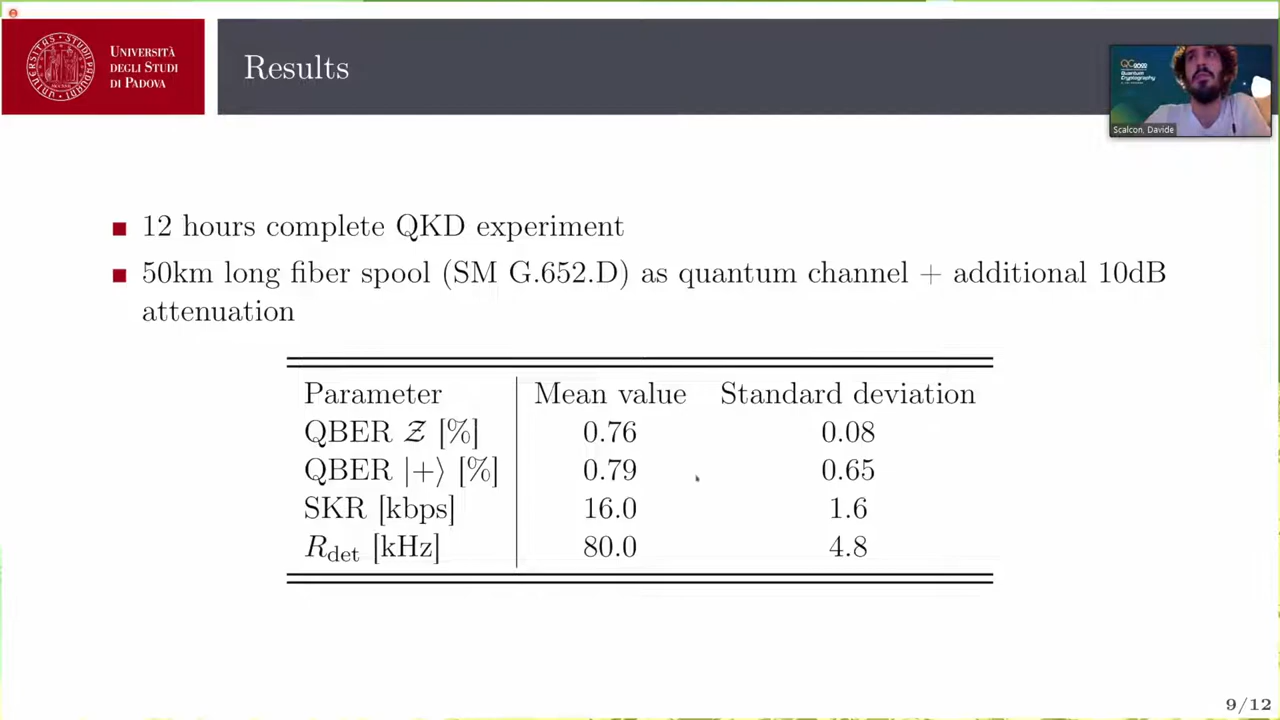 UNIVERSITÀ
DEGLI STUDI
DI PADOVA
Results
Scalcon, Davide
12 hours complete QKD experiment
50km long fiber spool (SM G.652.D) as quantum channel + additional 10dB
attenuation
Parameter Mean value Standard deviation
QBER 𝒵 [%] 0.76 0.08
QBER |+⟩ [%] 0.79 0.65
SKR [kbps] 16.0 1.6
Rdet [kHz] 80.0 4.8
9/12